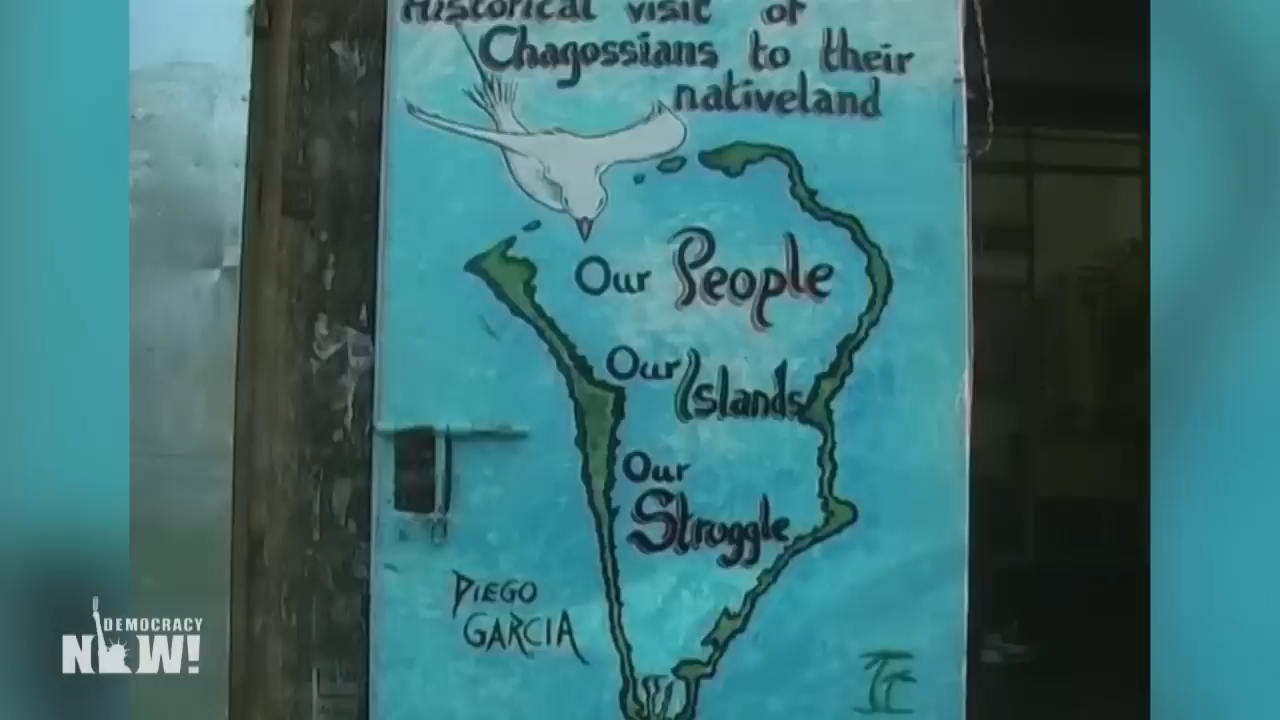 Historical visit of
Chagossians to their
nativeland
Our People
Our Islands
Our
Struggle
DIEGO
GARCIA
DEMOCRACY
NOW!